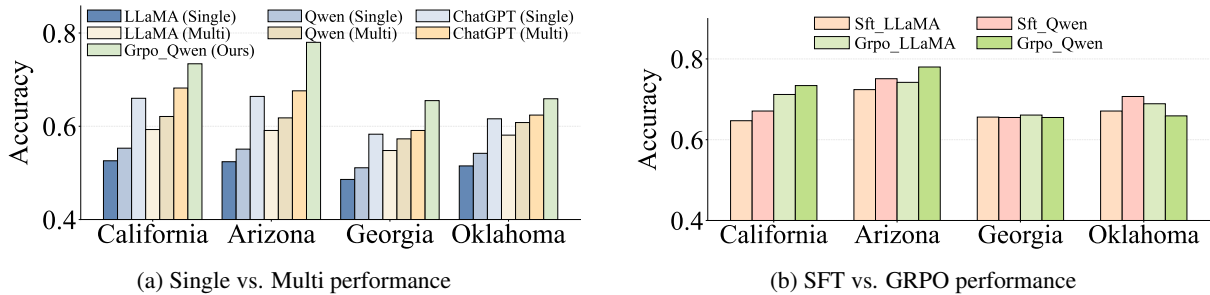 LLaMA (Single) Qwen (Single) ChatGPT (Single)
LLaMA (Multi) Qwen (Multi) ChatGPT (Multi)
Grpo_Qwen (Ours)
Accuracy
0.8
0.6
0.4
California Arizona Georgia Oklahoma
(a) Single vs. Multi performance
Sft_LLaMA Sft_Qwen
Grpo_LLaMA Grpo_Qwen
Accuracy
0.8
0.6
0.4
California Arizona Georgia Oklahoma
(b) SFT vs. GRPO performance